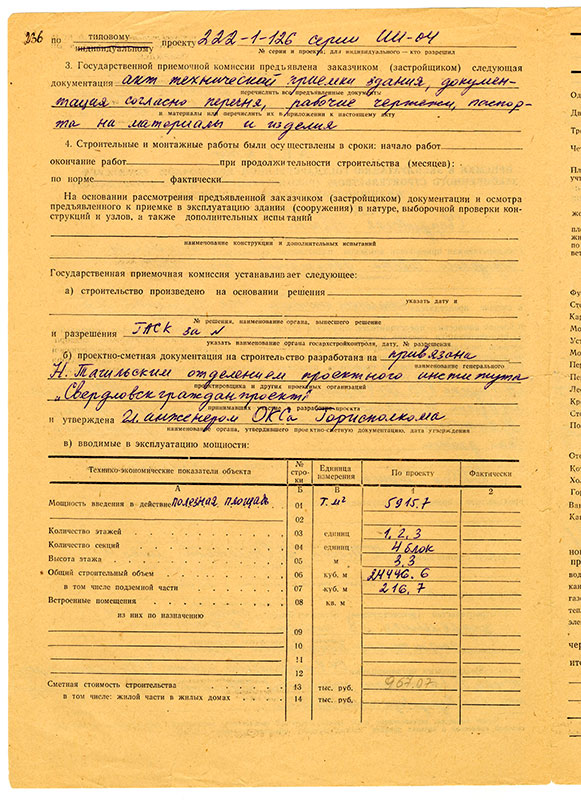 236
по типовому
индивидуальному проекту 222-1-126 серии ИИ-04
№ серии и проекта, для индивидуального — кто разрешил
3. Государственной приемочной комиссии предъявлена заказчиком (застройщиком) следующая
документация акт технической приемки здания, докумен-
перечислить все предъявленные документы
тация согласно перечня, рабочие чертежи, паспор-
и материалы или перечислить их в приложении к настоящему акту
та на материалы и изделия
4. Строительные и монтажные работы были осуществлены в сроки: начало работ
окончание работ при продолжительности строительства (месяцев):
по норме фактически
На основании рассмотрения предъявленной заказчиком (застройщиком) документации и осмотра
предъявленного к приемке в эксплуатацию здания (сооружения) в натуре, выборочной проверки кон-
струкций и узлов, а также дополнительных испытаний
наименование конструкции и дополнительных испытаний
Государственная приемочная комиссия устанавливает следующее:
а) строительство произведено на основании решения
указать дату и
№ решения, наименование органа, вынесшего решение
и разрешения ГАСК за №
указать наименование органа госархстройконтроля, дату, № разрешения
б) проектно-сметная документация на строительство разработана на привязана
наименование генерального
Н. Тагильским отделением проектного института
проектировщика и других проектных организаций
„Свердловскгражданпроект“
принимавших участие в разработке проекта
и утверждена Гл. инженером ОКСа Горисполкома
наименование органа, утвердившего проектно-сметную документацию, дата утверждения
в) вводимые в эксплуатацию мощности:
Технико-экономические показатели объекта № стро-ки Единица измерения По проекту Фактически
А Б В 1 2
Мощность введения в действие полезная площадь 01 т. м² 5915.7
02
Количество этажей 03 единиц 1, 2, 3
Количество секций 04 единиц 4 блок
Высота этажа 05 м 3,3
Общий строительный объем 06 куб. м 24446.6
в том числе подземной части 07 куб. м 216,7
Встроенные помещения 08 кв. м
из них по назначению
09
10
11
12
Сметная стоимость строительства 13 тыс. руб. 967.07
в том числе: жилой части в жилых домах 14 тыс. руб.